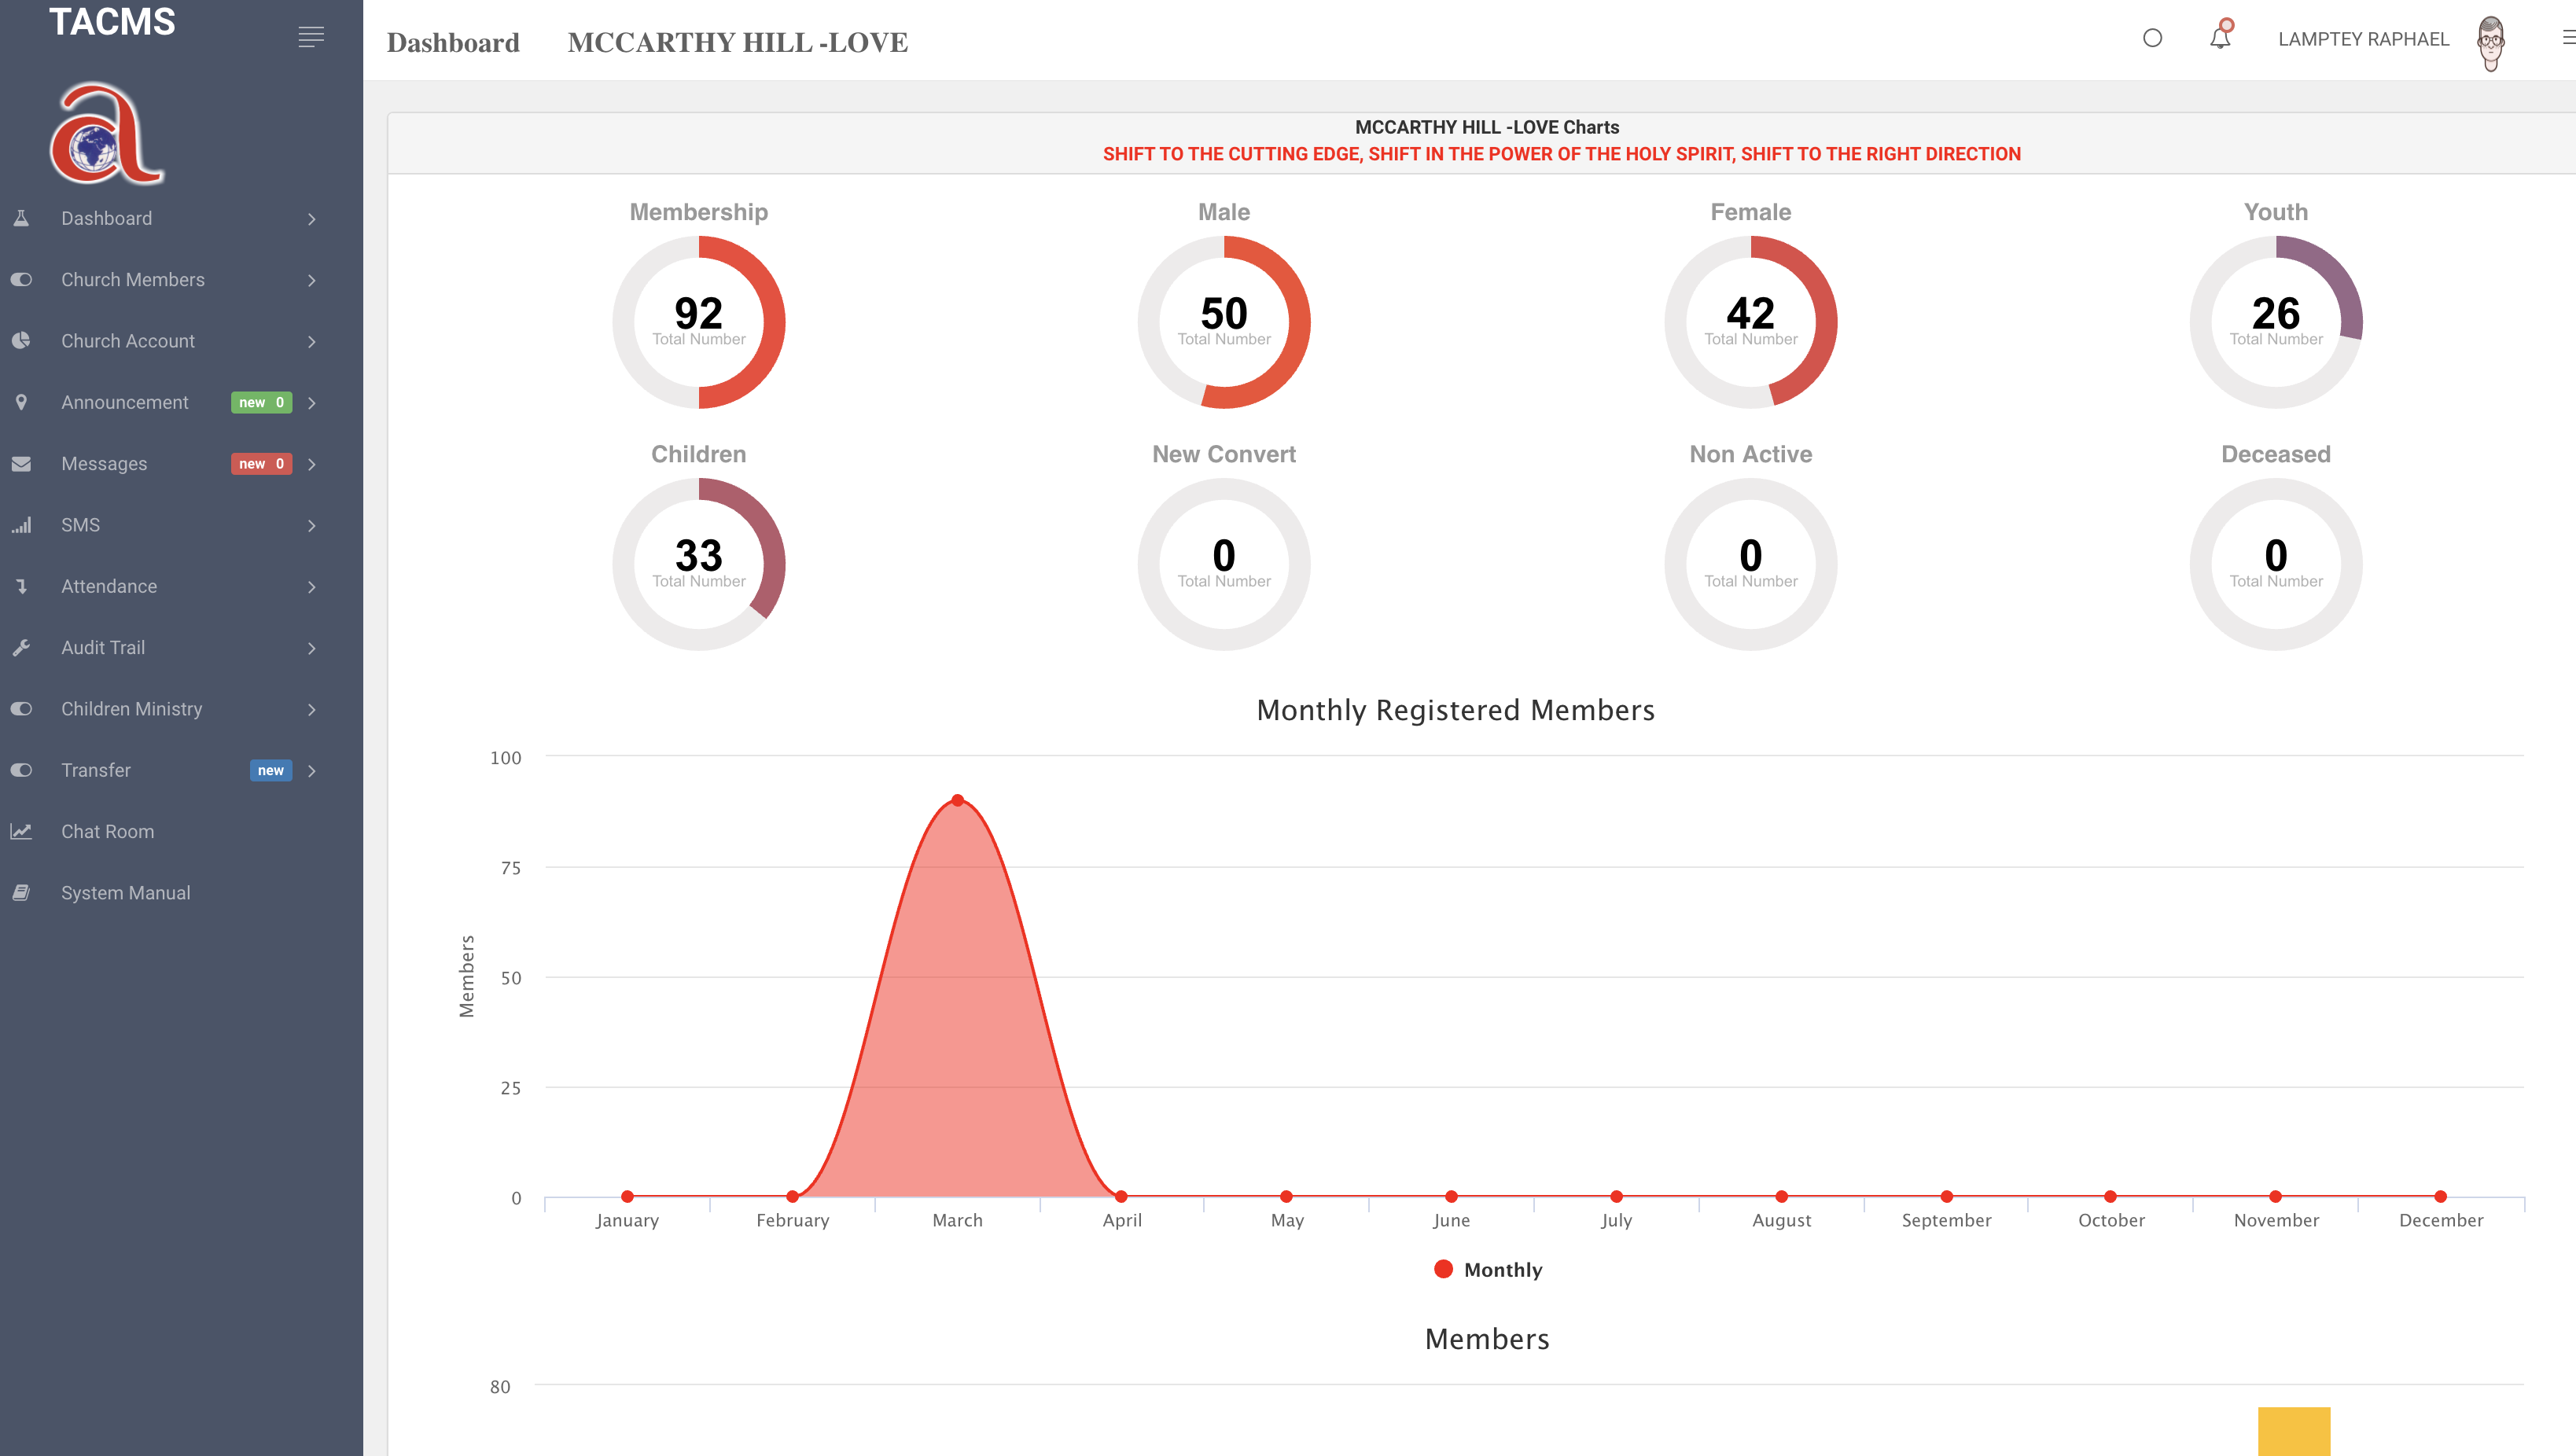 TACMS
Dashboard
Church Members
Church Account
Announcement new 0
Messages new 0
SMS
Attendance
Audit Trail
Children Ministry
Transfer new
Chat Room
System Manual
Dashboard MCCARTHY HILL -LOVE
LAMPTEY RAPHAEL
MCCARTHY HILL -LOVE Charts
SHIFT TO THE CUTTING EDGE, SHIFT IN THE POWER OF THE HOLY SPIRIT, SHIFT TO THE RIGHT DIRECTION
Membership
92
Total Number
Male
50
Total Number
Female
42
Total Number
Youth
26
Total Number
Children
33
Total Number
New Convert
0
Total Number
Non Active
0
Total Number
Deceased
0
Total Number
Monthly Registered Members
100
75
50
25
0
Members
January February March April May June July August September October November December
Monthly
Members
80